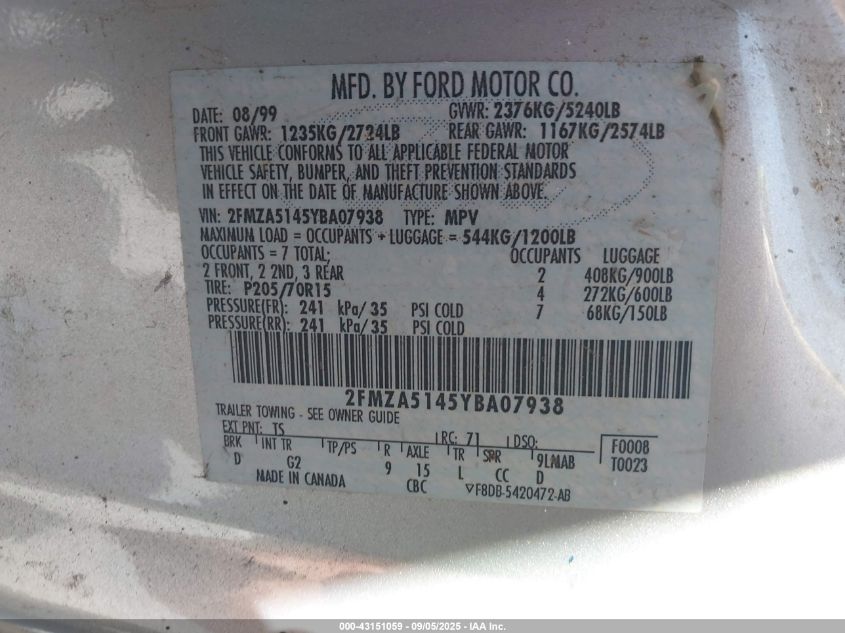 MFD. BY FORD MOTOR CO.
DATE: 08/99 GVWR: 2376KG/5240LB
FRONT GAWR: 1235KG/2724LB REAR GAWR: 1167KG/2574LB
THIS VEHICLE CONFORMS TO ALL APPLICABLE FEDERAL MOTOR
VEHICLE SAFETY, BUMPER, AND THEFT PREVENTION STANDARDS
IN EFFECT ON THE DATE OF MANUFACTURE SHOWN ABOVE.
VIN: 2FMZA5145YBA07938 TYPE: MPV
MAXIMUM LOAD = OCCUPANTS + LUGGAGE = 544KG/1200LB
OCCUPANTS = 7 TOTAL; OCCUPANTS LUGGAGE
2 FRONT, 2 2ND, 3 REAR 2 408KG/900LB
TIRE: P205/70R15 4 272KG/600LB
PRESSURE(FR): 241 kPa/35 PSI COLD 7 68KG/150LB
PRESSURE(RR): 241 kPa/35 PSI COLD
2FMZA5145YBA07938
TRAILER TOWING - SEE OWNER GUIDE
EXT PNT: TS RC: 71 DSO: F0008
BRK INT TR TP/PS R AXLE TR SPR 9LMAB T0023
D G2 9 15 L CC D
MADE IN CANADA CBC ▽F8DB-5420472-AB
000-43151059 - 09/05/2025 - IAA Inc.